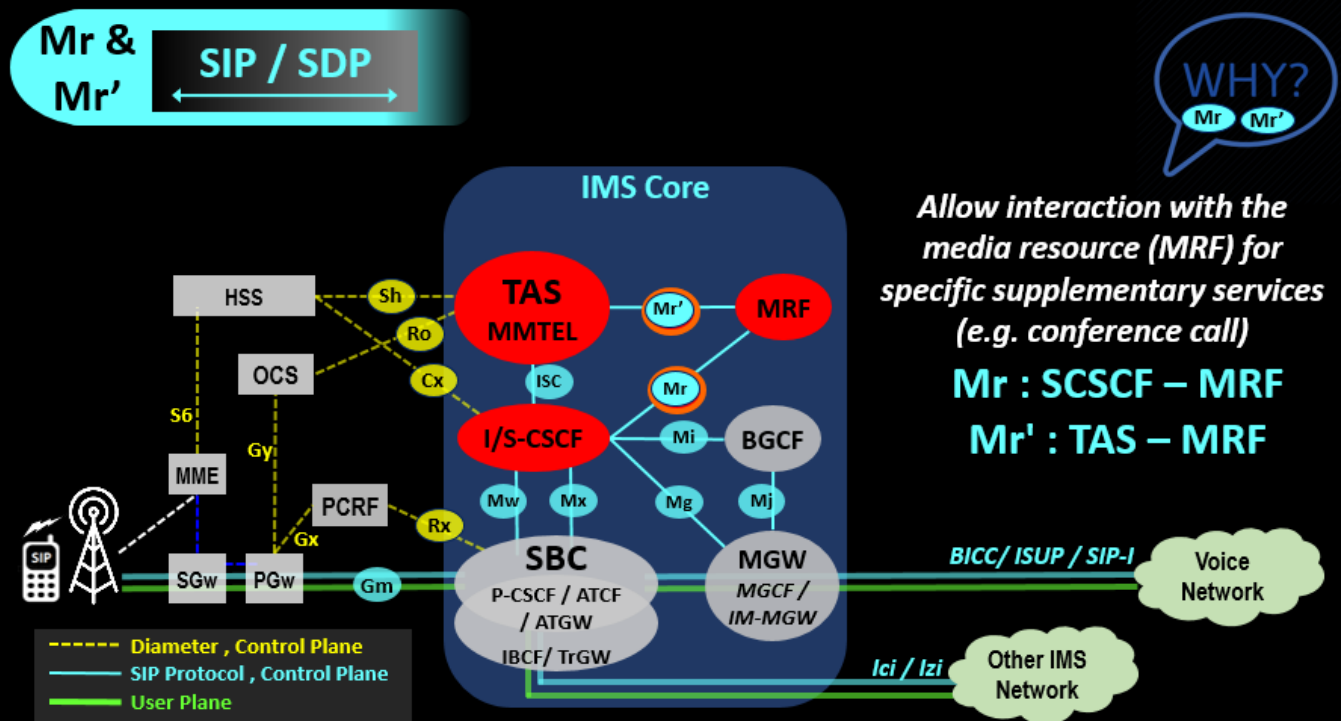 Mr &
Mr’
SIP / SDP
WHY?
Mr
Mr’
IMS Core
Allow interaction with the
media resource (MRF) for
specific supplementary services
(e.g. conference call)
Mr : SCSCF – MRF
Mr' : TAS – MRF
HSS
Sh
TAS
MMTEL
Mr’
MRF
Ro
OCS
Cx
ISC
Mr
S6
Gy
I/S-CSCF
Mi
BGCF
MME
PCRF
Gx
Rx
Mw
Mx
Mg
Mj
SIP
SGw
PGw
Gm
SBC
P-CSCF / ATCF
/ ATGW
IBCF/ TrGW
MGW
MGCF /
IM-MGW
BICC/ ISUP / SIP-I
Voice
Network
Ici / Izi
Other IMS
Network
Diameter , Control Plane
SIP Protocol , Control Plane
User Plane